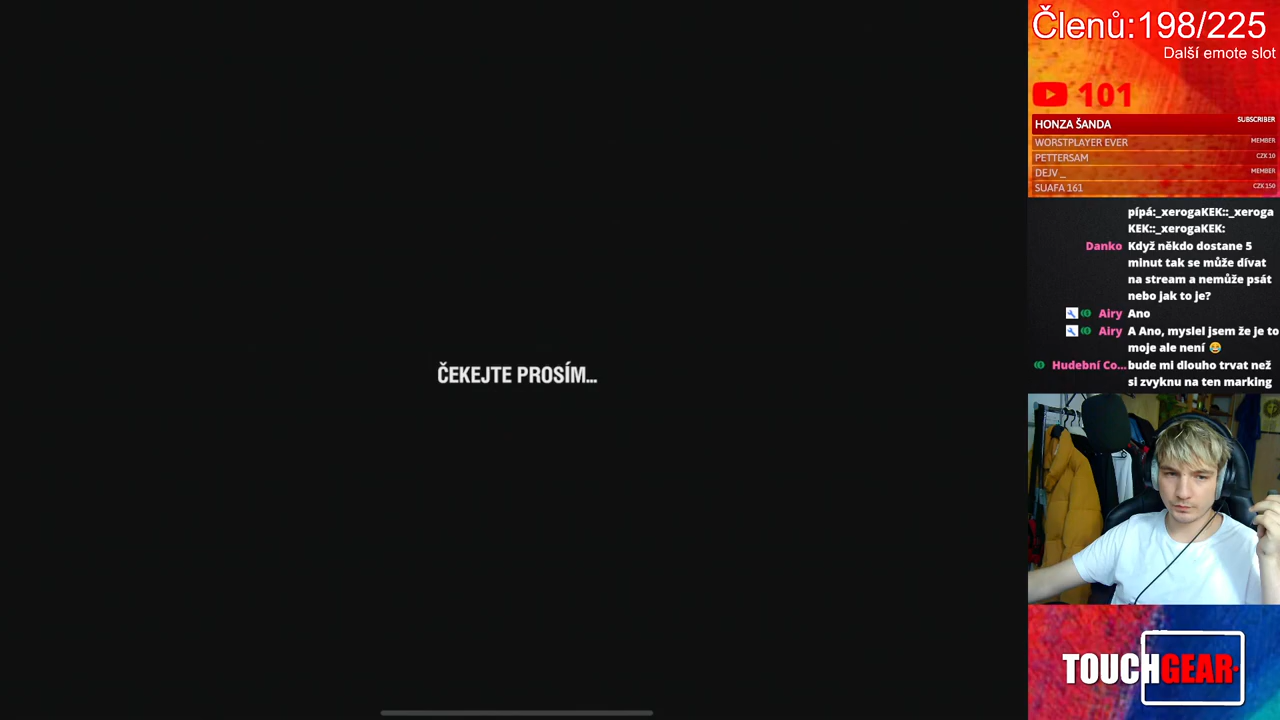 Členů:198/225
Další emote slot
101
HONZA ŠANDA SUBSCRIBER
WORSTPLAYER EVER MEMBER
PETTERSAM CZK 10
DEJV _ MEMBER
SUAFA 161 CZK 150
pípá:_xerogaKEK::_xeroga
KEK::_xerogaKEK:
Danko Když někdo dostane 5
minut tak se může dívat
na stream a nemůže psát
nebo jak to je?
Airy Ano
Airy A Ano, myslel jsem že je to
moje ale není 😂
Hudební Co... bude mi dlouho trvat než
si zvyknu na ten marking
ČEKEJTE PROSÍM...
TOUCHGEAR